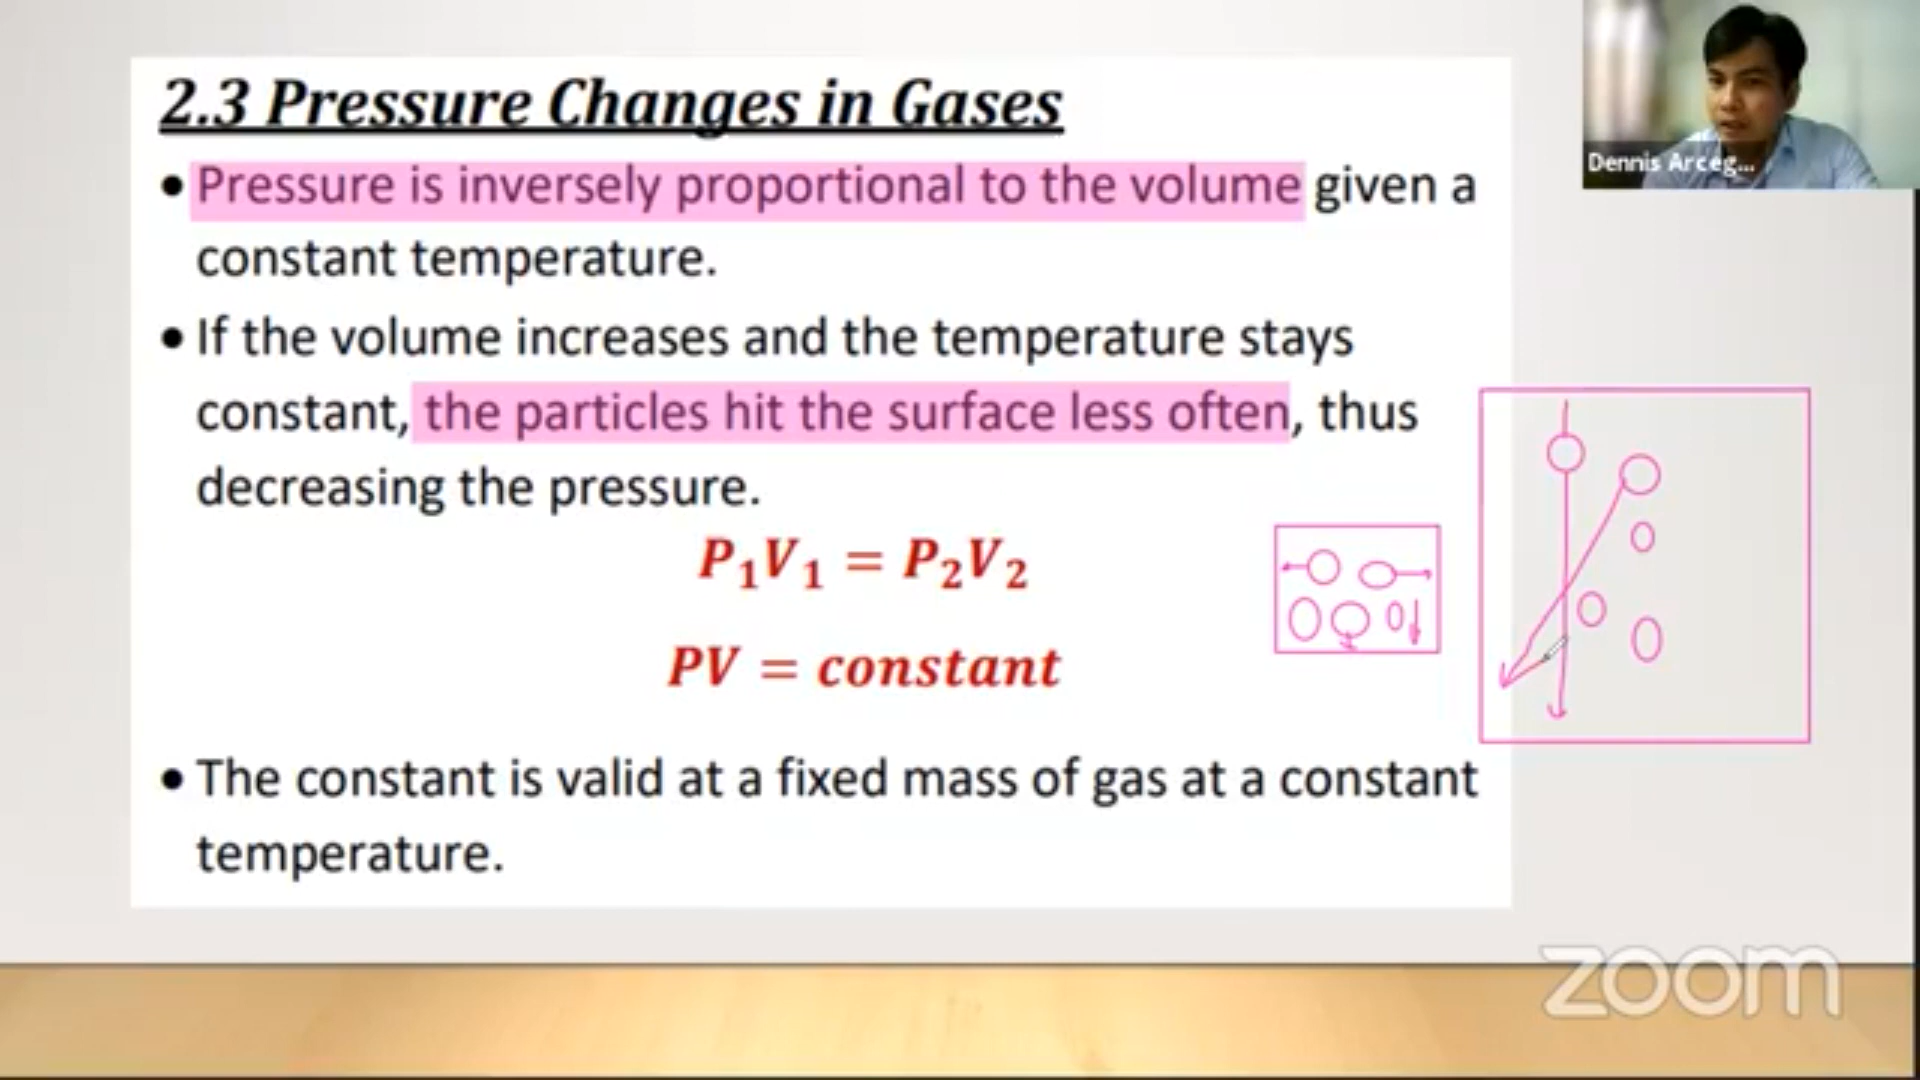 2.3 Pressure Changes in Gases
• Pressure is inversely proportional to the volume given a
constant temperature.
• If the volume increases and the temperature stays
constant, the particles hit the surface less often, thus
decreasing the pressure.
P₁V₁ = P₂V₂
PV = constant
• The constant is valid at a fixed mass of gas at a constant
temperature.
Dennis Arceg...
zoom